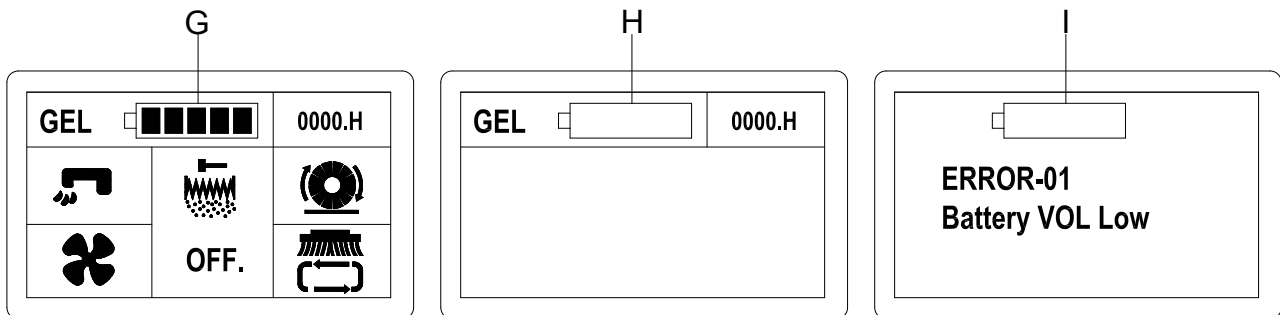 G H I
GEL 0000.H GEL 0000.H
OFF.
ERROR-01
Battery VOL Low